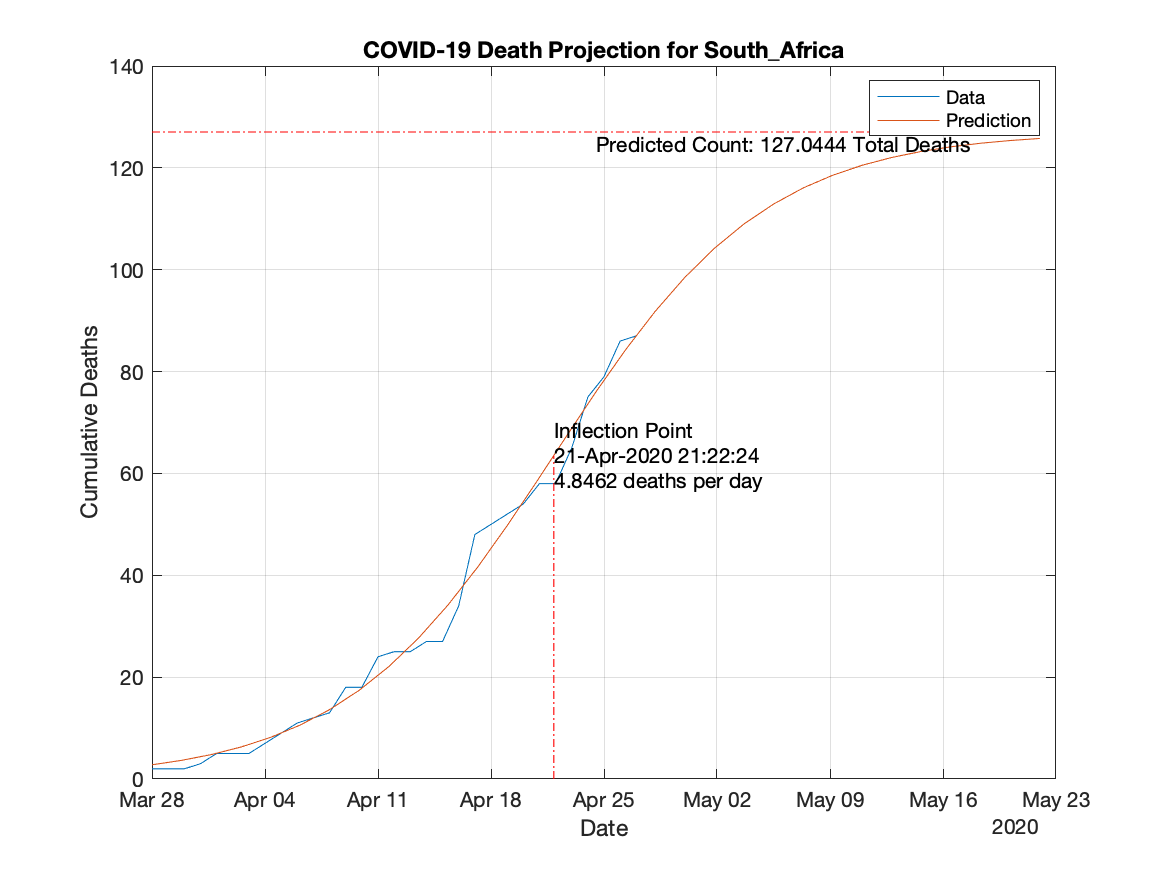 COVID-19 Death Projection for South_Africa
140
120
100
80
60
40
20
0
Cumulative Deaths
Data
Prediction
Predicted Count: 127.0444 Total Deaths
Inflection Point
21-Apr-2020 21:22:24
4.8462 deaths per day
Mar 28 Apr 04 Apr 11 Apr 18 Apr 25 May 02 May 09 May 16 May 23
Date
2020